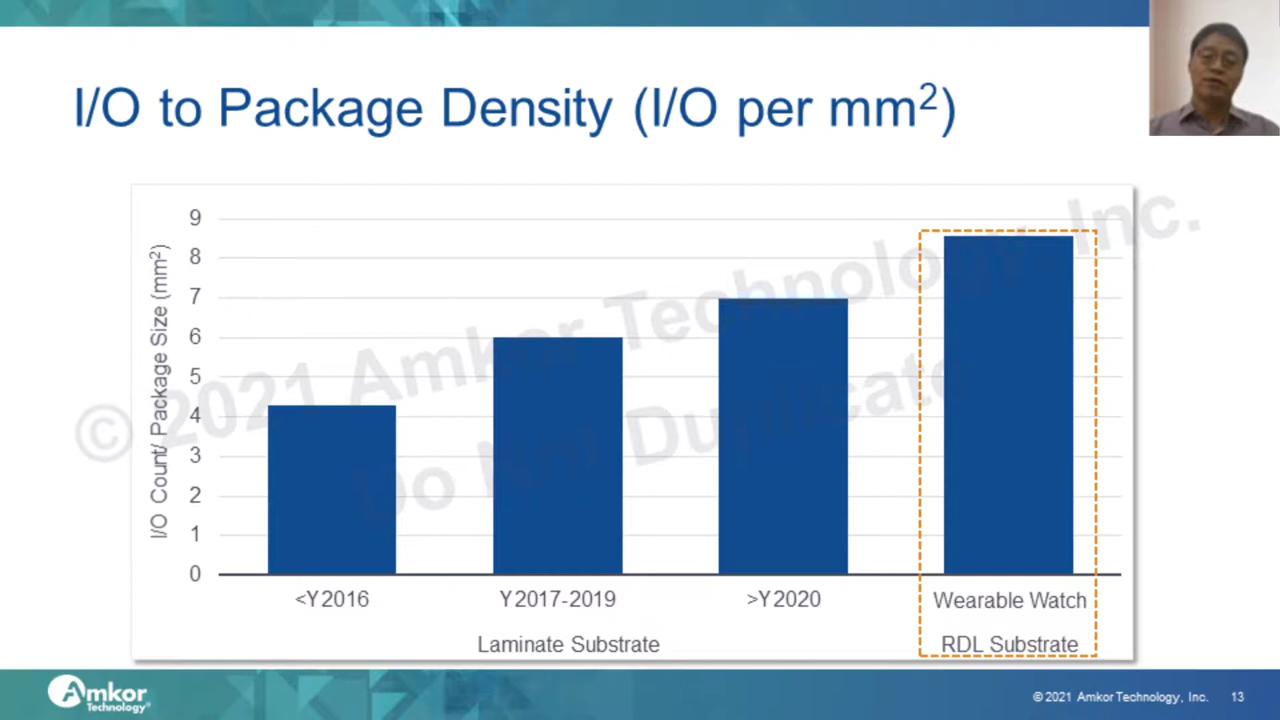 I/O to Package Density (I/O per mm²)
I/O Count/ Package Size (mm²)
9
8
7
6
5
4
3
2
1
0
<Y2016
Y2017-2019
>Y2020
Wearable Watch
Laminate Substrate
RDL Substrate
© 2021 Amkor Technology, Inc.
Do Not Duplicate
Amkor
Technology®
© 2021 Amkor Technology, Inc.
13